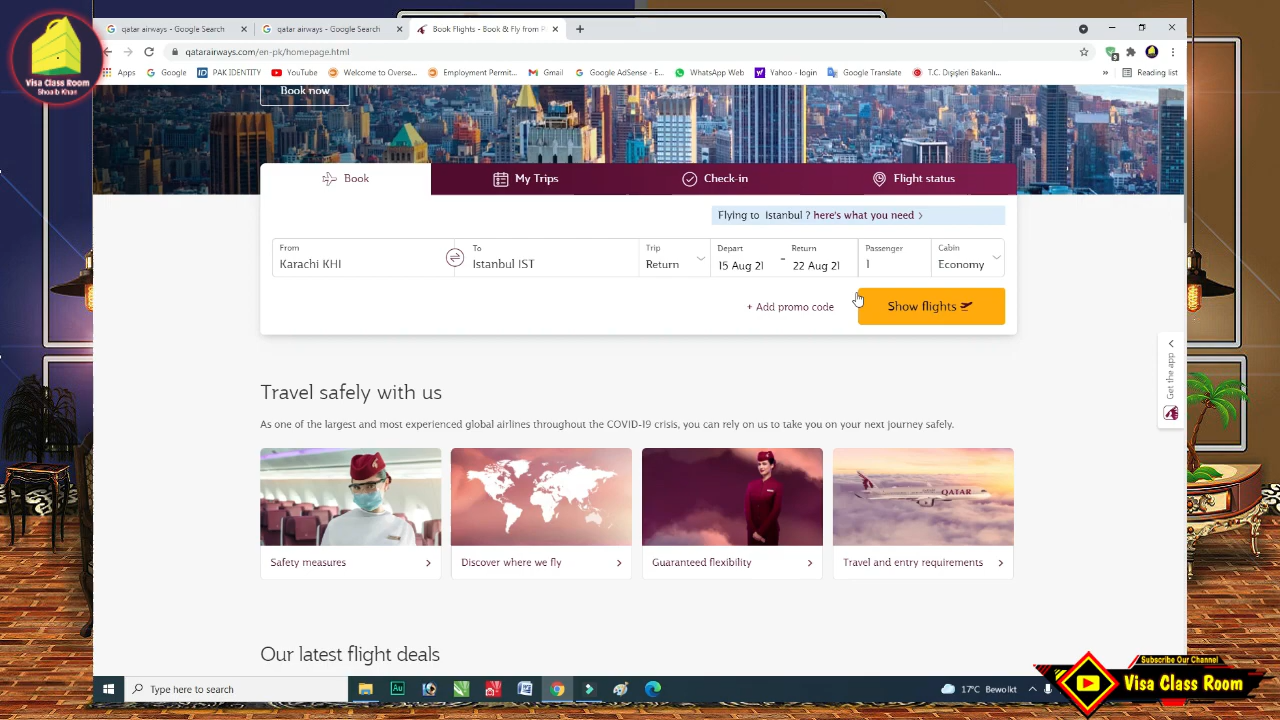 qatar airways - Google Search
qatar airways - Google Search
Book Flights - Book & Fly from P
qatarairways.com/en-pk/homepage.html
Visa Class Room
Shoaib Khan
Apps
Google
PAK IDENTITY
YouTube
Welcome to Overse...
Employment Permit...
Gmail
Google AdSense - E...
WhatsApp Web
Yahoo - login
Google Translate
T.C. Dışişleri Bakanlı...
Reading list
Book now
Book
My Trips
Check-in
Flight status
Flying to Istanbul ? here's what you need
From
To
Trip
Depart
Return
Passenger
Cabin
Karachi KHI
Istanbul IST
Return
15 Aug 21
-
22 Aug 21
1
Economy
+ Add promo code
Show flights
Get the app
Travel safely with us
As one of the largest and most experienced global airlines throughout the COVID-19 crisis, you can rely on us to take you on your next journey safely.
QATAR
Safety measures
Discover where we fly
Guaranteed flexibility
Travel and entry requirements
Our latest flight deals
Type here to search
Au
17°C Bewolkt
Subscribe Our Channel
Visa Class Room